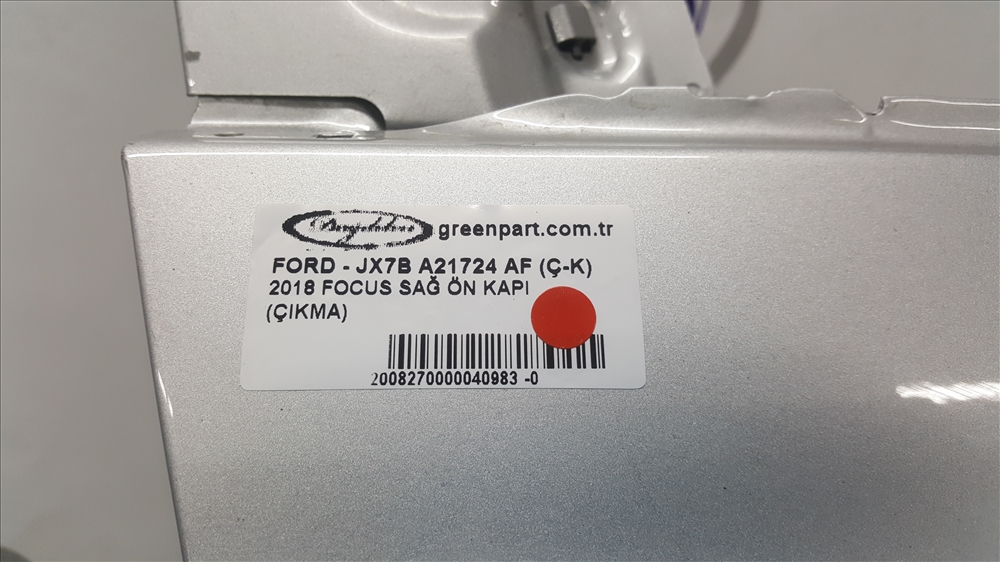 greenpart.com.tr
FORD - JX7B A21724 AF (Ç-K)
2018 FOCUS SAĞ ÖN KAPI
(ÇIKMA)
2008270000040983 -0